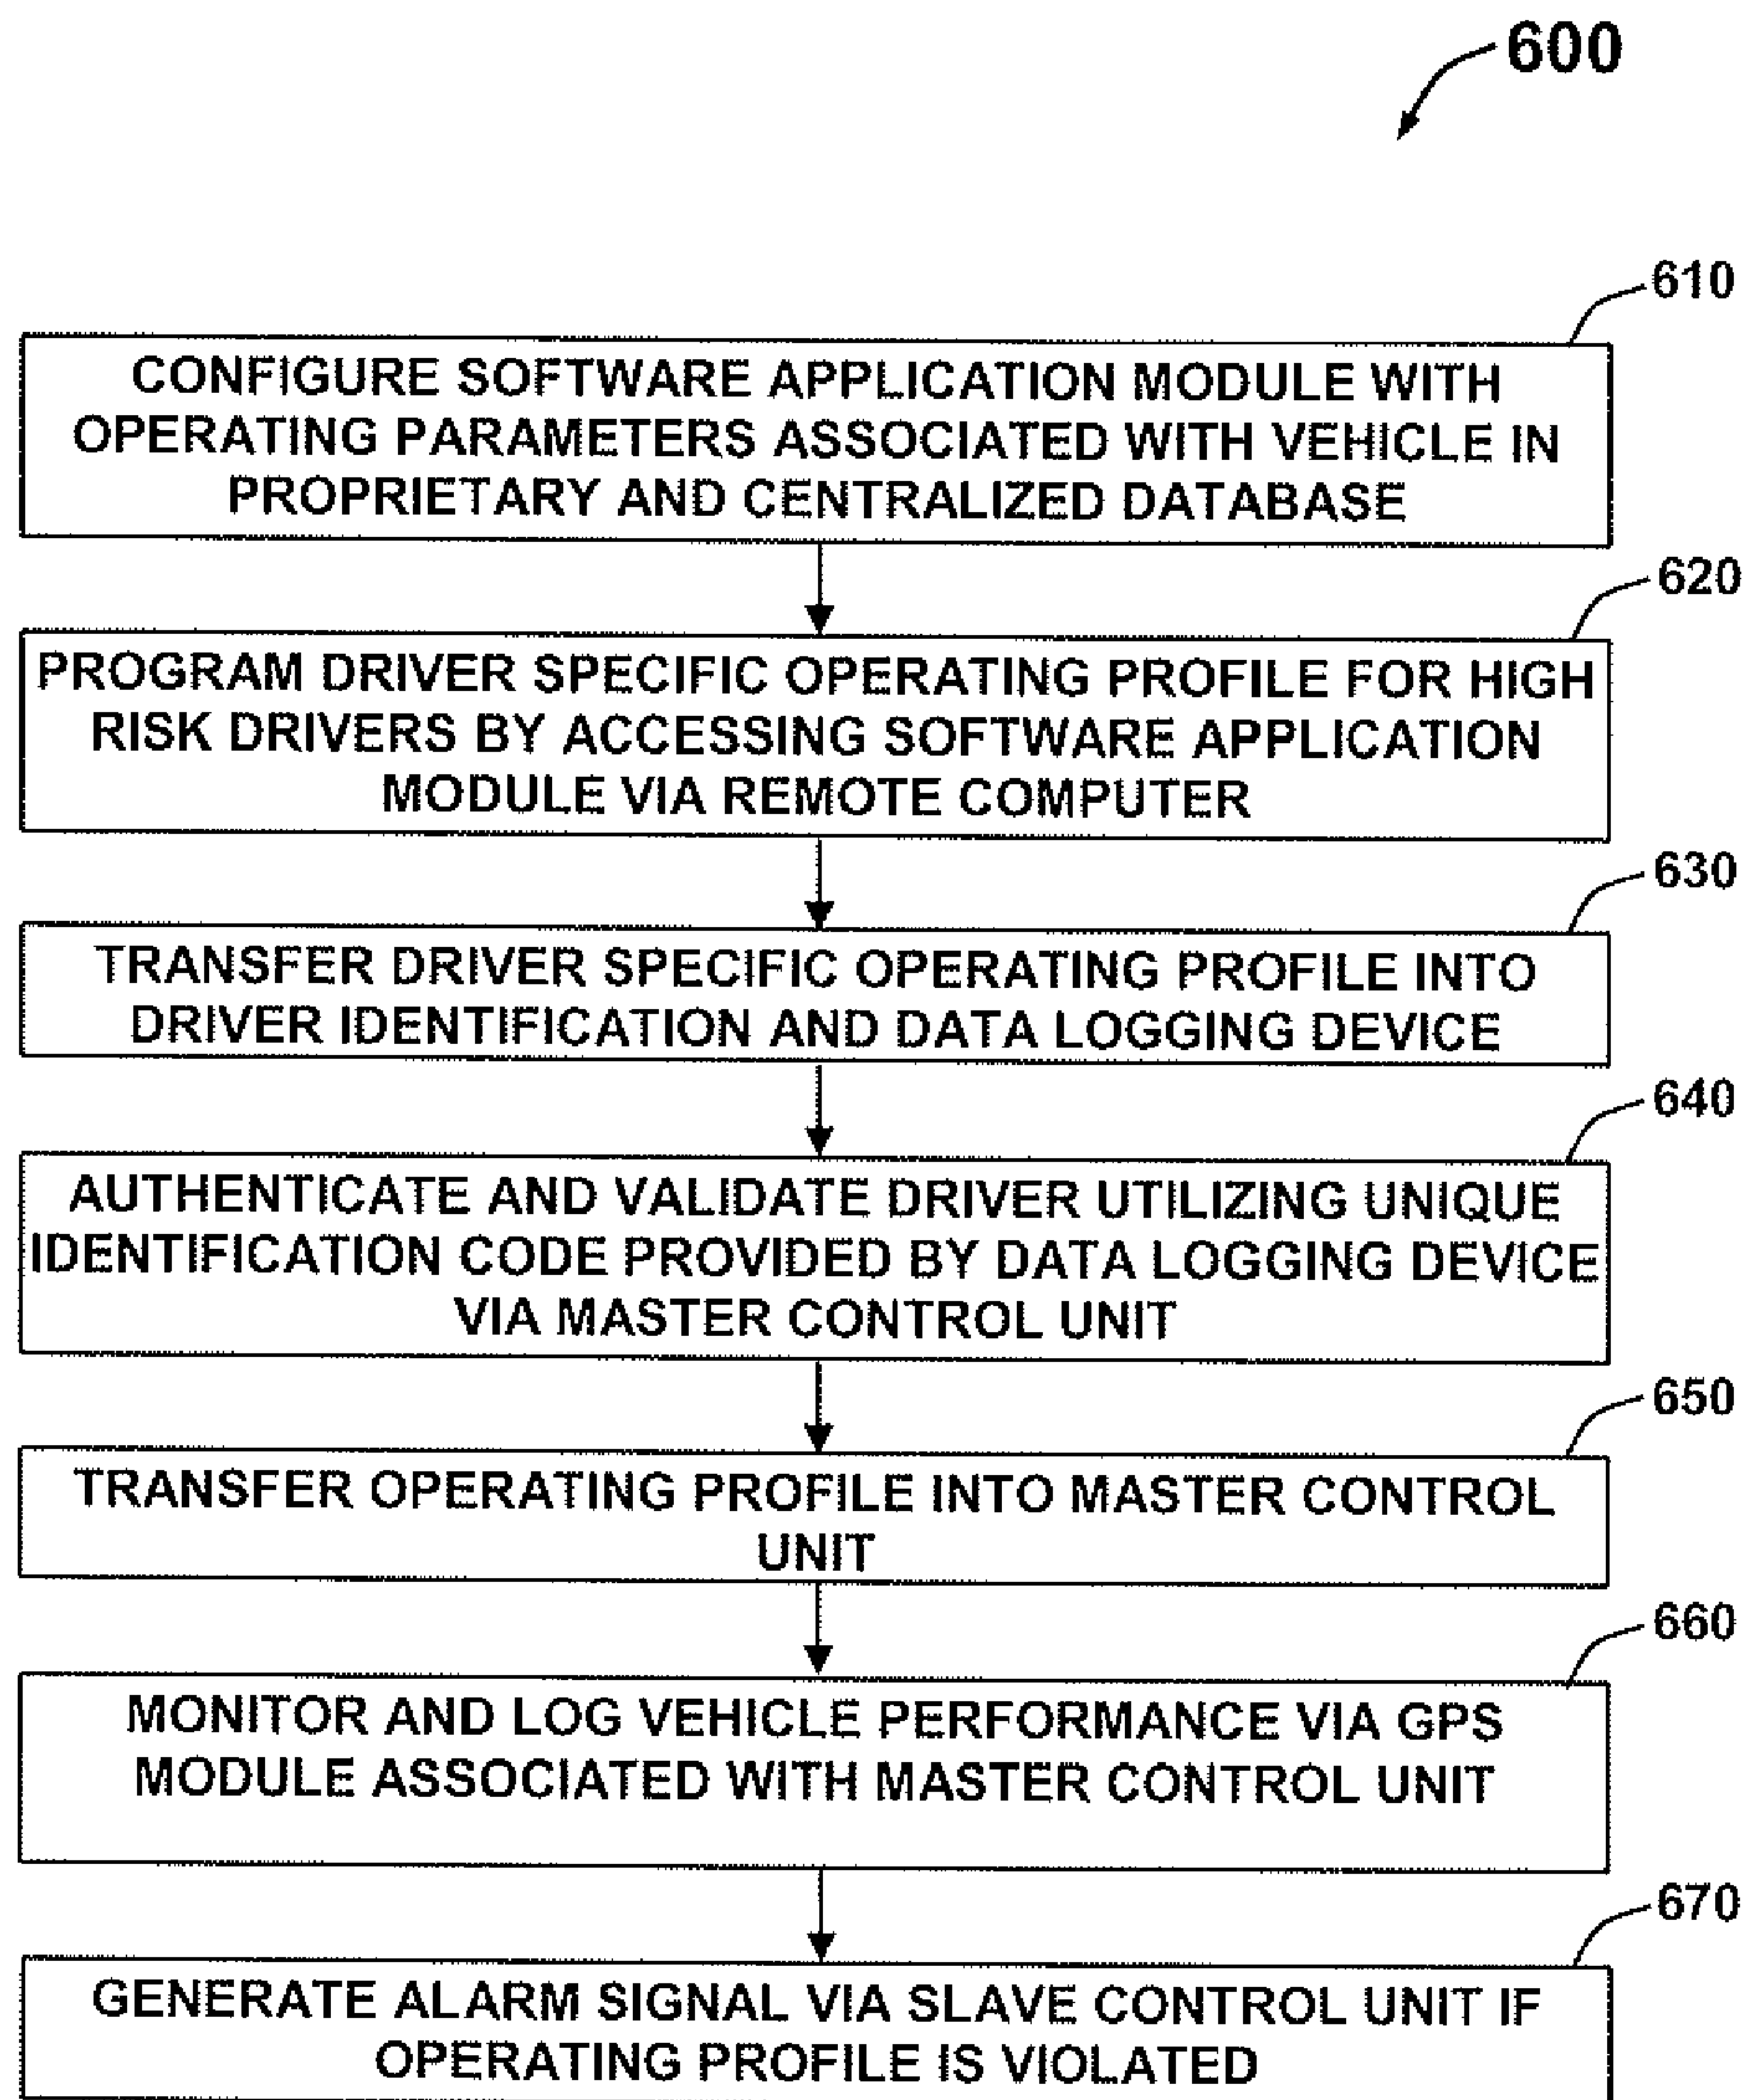 600
610
CONFIGURE SOFTWARE APPLICATION MODULE WITH
OPERATING PARAMETERS ASSOCIATED WITH VEHICLE IN
PROPRIETARY AND CENTRALIZED DATABASE
620
PROGRAM DRIVER SPECIFIC OPERATING PROFILE FOR HIGH
RISK DRIVERS BY ACCESSING SOFTWARE APPLICATION
MODULE VIA REMOTE COMPUTER
630
TRANSFER DRIVER SPECIFIC OPERATING PROFILE INTO
DRIVER IDENTIFICATION AND DATA LOGGING DEVICE
640
AUTHENTICATE AND VALIDATE DRIVER UTILIZING UNIQUE
IDENTIFICATION CODE PROVIDED BY DATA LOGGING DEVICE
VIA MASTER CONTROL UNIT
650
TRANSFER OPERATING PROFILE INTO MASTER CONTROL
UNIT
660
MONITOR AND LOG VEHICLE PERFORMANCE VIA GPS
MODULE ASSOCIATED WITH MASTER CONTROL UNIT
670
GENERATE ALARM SIGNAL VIA SLAVE CONTROL UNIT IF
OPERATING PROFILE IS VIOLATED